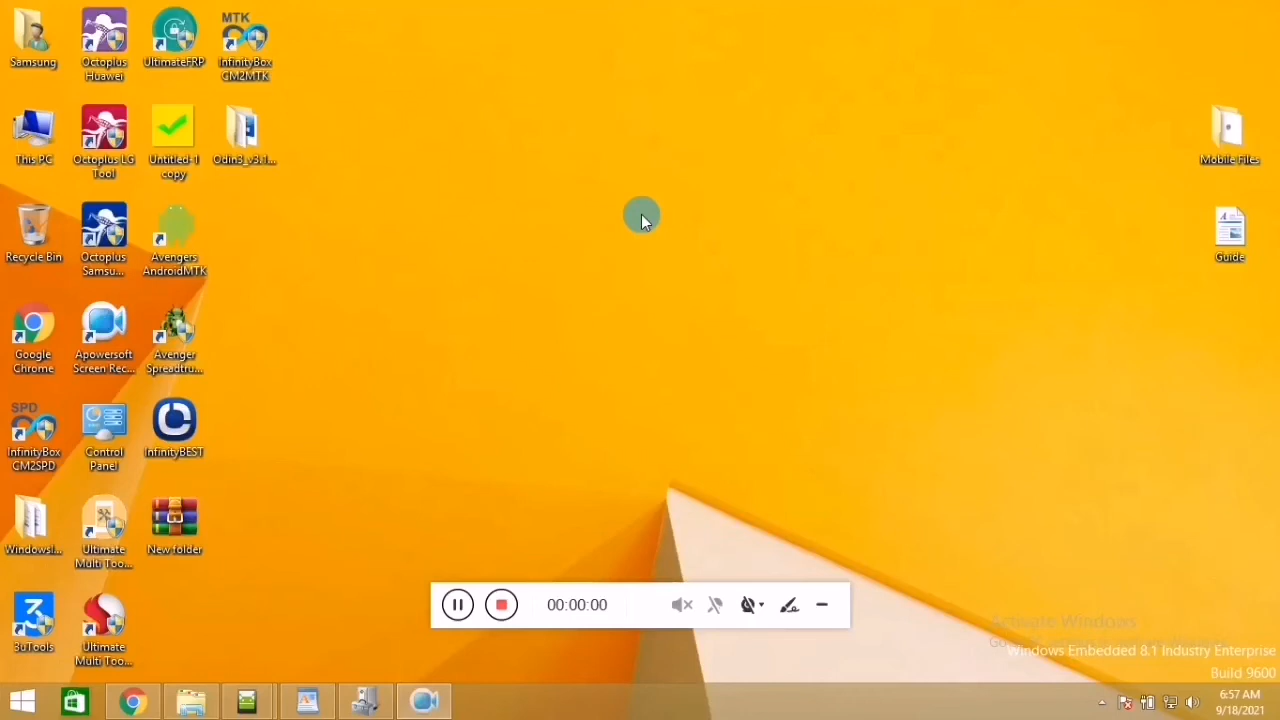 Samsung
Octoplus
Huawei
UltimateFRP
MTK
InfinityBox
CM2MTK
This PC
Octoplus LG
Tool
Untitled-1
copy
Odin3_v3.1...
Mobile Files
Recycle Bin
Octoplus
Samsu...
Avengers
AndroidMTK
Guide
Google
Chrome
Apowersoft
Screen Rec...
Avenger
Spreadtru...
SPD
InfinityBox
CM2SPD
Control
Panel
InfinityBEST
WindowsI...
Ultimate
Multi Too...
New folder
3uTools
Ultimate
Multi Too...
00:00:00
Activate Windows
Windows Embedded 8.1 Industry Enterprise
Build 9600
6:57 AM
9/18/2021